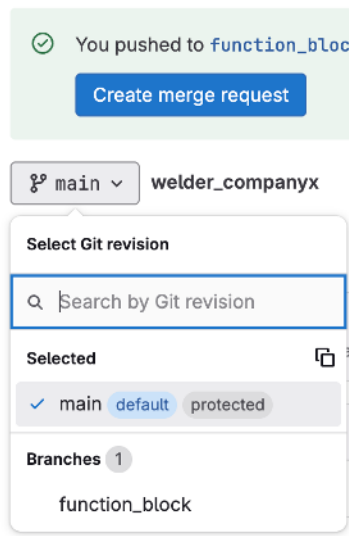 You pushed to function_bloc
Create merge request
main welder_companyx
Select Git revision
Search by Git revision
Selected
main default protected
Branches 1
function_block